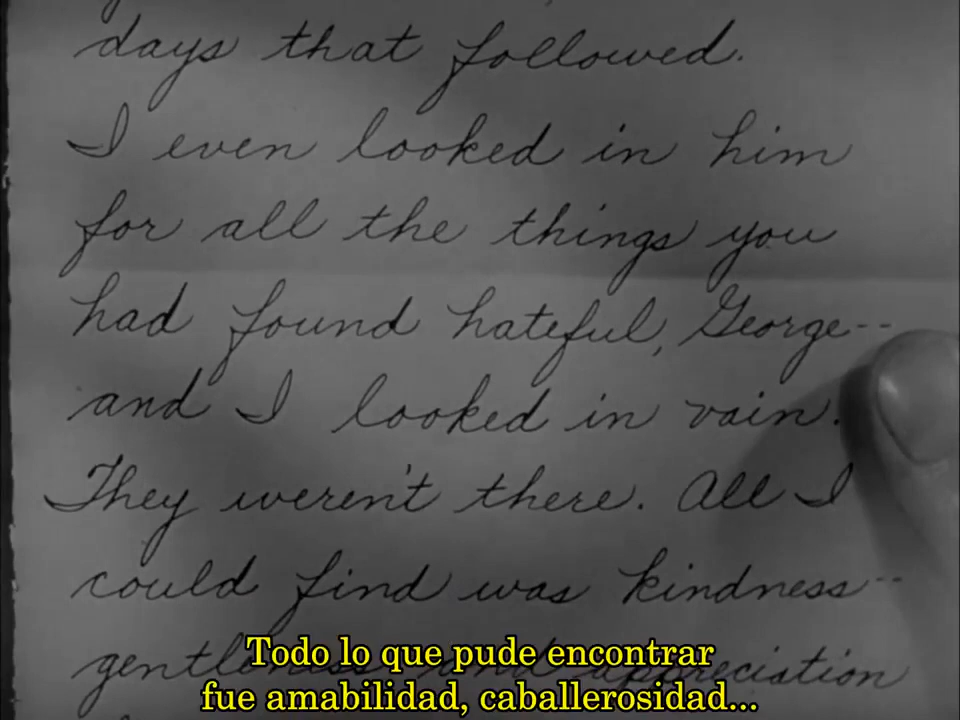 days that followed.
I even looked in him
for all the things you
had found hateful, George--
and I looked in vain.
They weren't there. All I
could find was kindness--
appreciation
Todo lo que pude encontrar
fue amabilidad, caballerosidad...